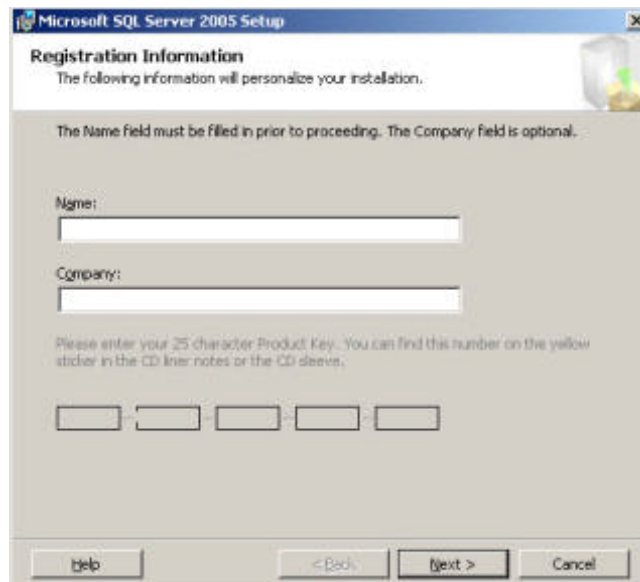 Microsoft SQL Server 2005 Setup
Registration Information
The following information will personalize your installation.
The Name field must be filled in prior to proceeding. The Company field is optional.
Name:
Company:
Please enter your 25 character Product Key. You can find this number on the yellow
sticker in the CD liner notes or the CD sleeve.
Help
< Back
Next >
Cancel